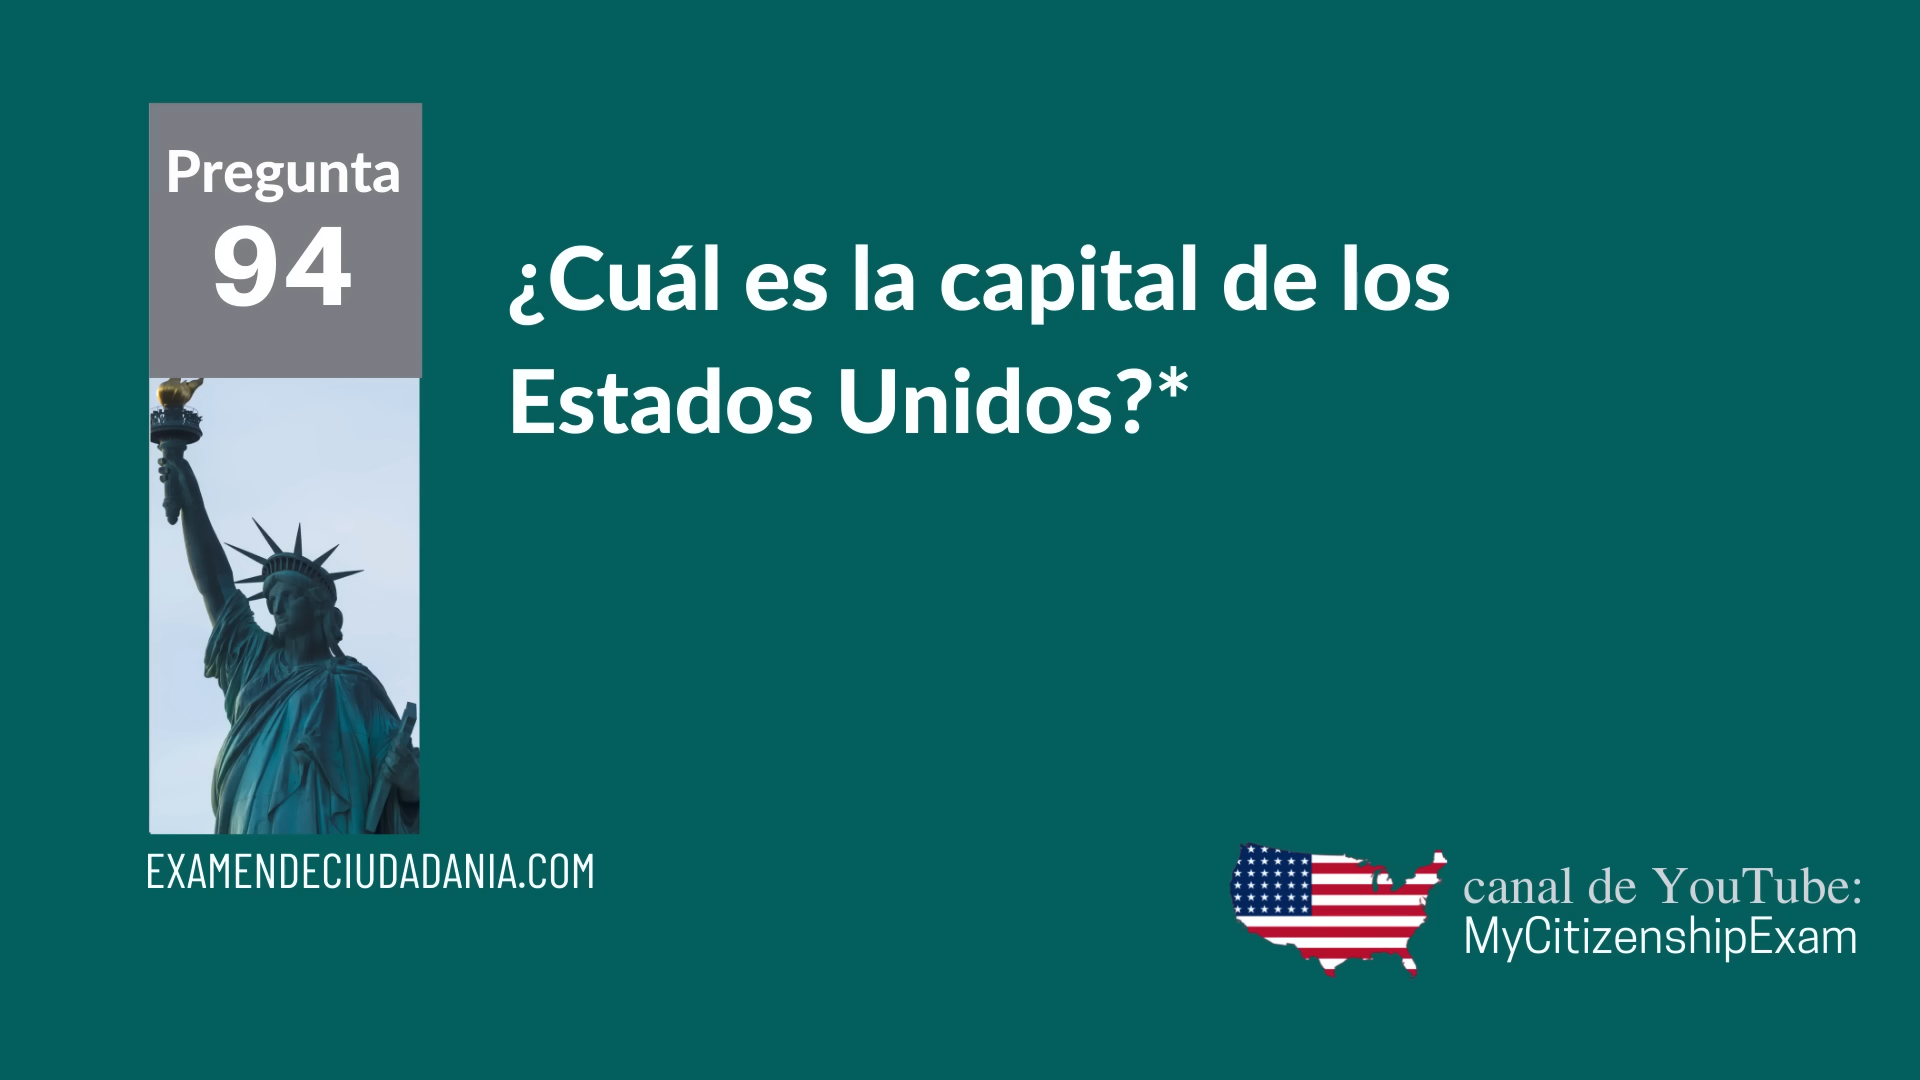 Pregunta
94
¿Cuál es la capital de los
Estados Unidos?*
EXAMENDECIUDADANIA.COM
canal de YouTube:
MyCitizenshipExam